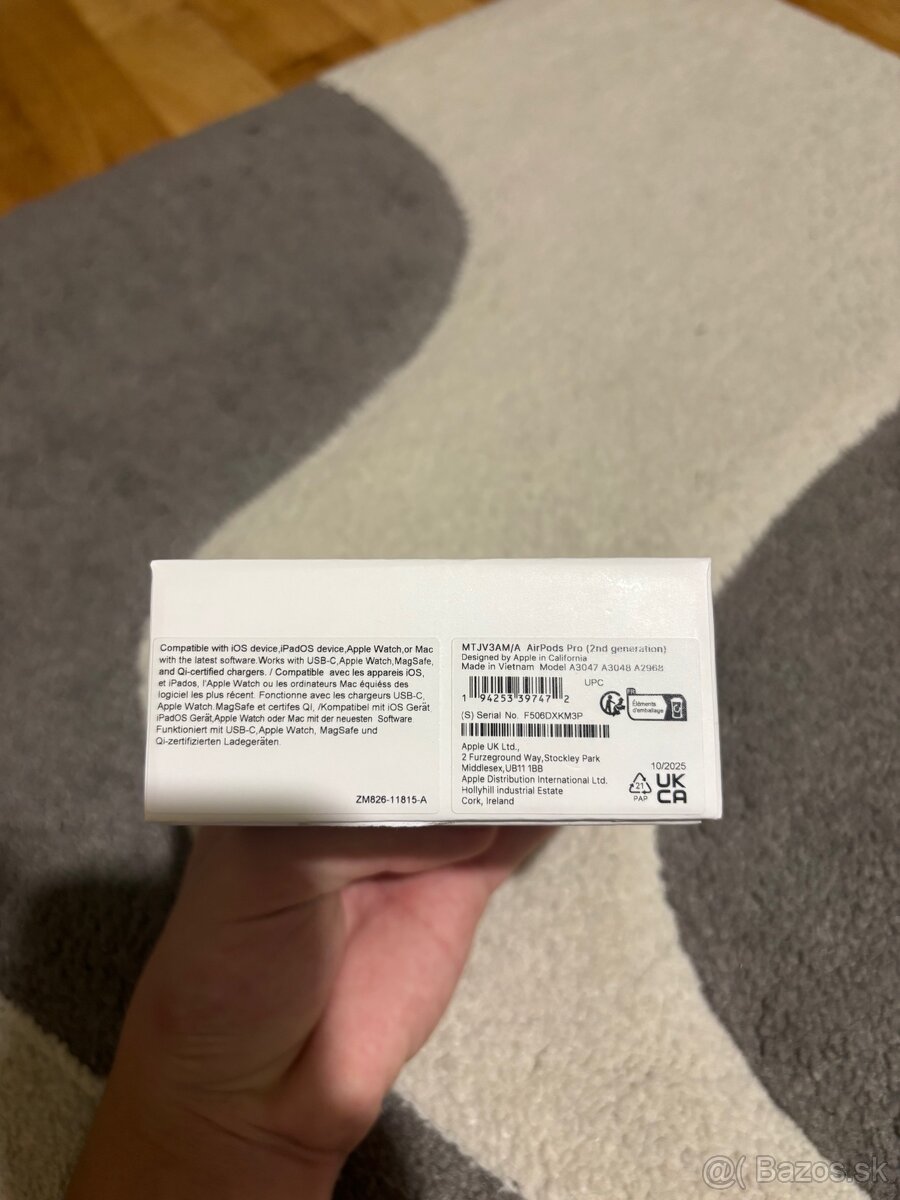 Compatible with iOS device,iPadOS device,Apple Watch,or Mac
with the latest software.Works with USB-C,Apple Watch,MagSafe,
and Qi-certified chargers. / Compatible avec les appareils iOS,
et iPados, l'Apple Watch ou les ordinateurs Mac équiéss des
logiciel les plus récent. Fonctionne avec les chargeurs USB-C,
Apple Watch.MagSafe et certifes QI, /Kompatibel mit iOS Gerät,
iPadOS Gerät,Apple Watch oder Mac mit der neuesten Software
Funktioniert mit USB-C,Apple Watch, MagSafe und
Qi-zertifizierten Ladegeräten.
ZM826-11815-A
MTJV3AM/A AirPods Pro (2nd generation)
Designed by Apple in California
Made in Vietnam Model A3047 A3048 A2968
UPC
1 94253 39747 2
Éléments
d'emballage
(S) Serial No. F506DXKM3P
Apple UK Ltd.,
2 Furzeground Way,Stockley Park
Middlesex,UB11 1BB
Apple Distribution International Ltd.
Hollyhill industrial Estate
Cork, Ireland
10/2025
21
PAP
UK
CA
@( Bazos.sk